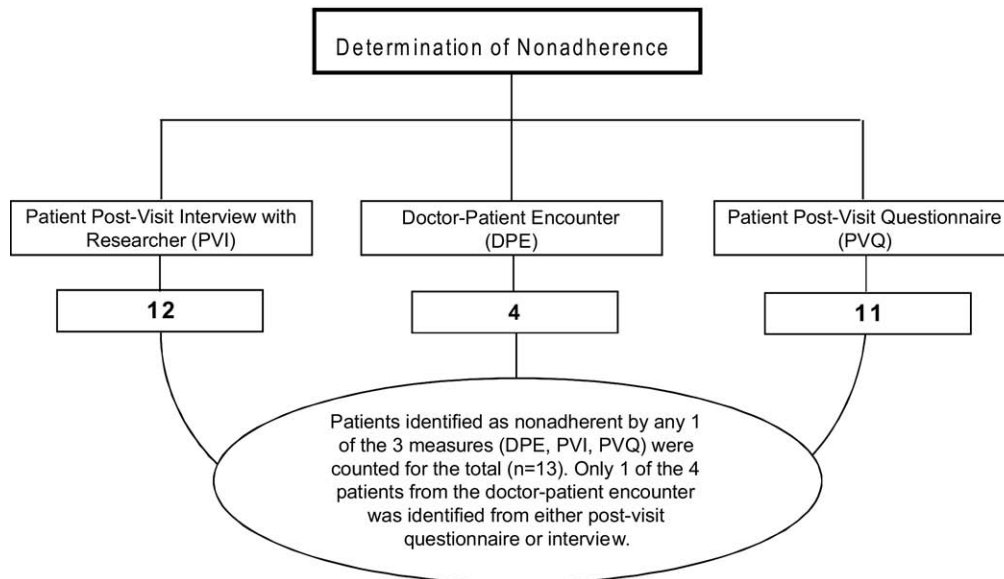 Determination of Nonadherence
Patient Post-Visit Interview with
Researcher (PVI)
Doctor-Patient Encounter
(DPE)
Patient Post-Visit Questionnaire
(PVQ)
12
4
11
Patients identified as nonadherent by any 1
of the 3 measures (DPE, PVI, PVQ) were
counted for the total (n=13). Only 1 of the 4
patients from the doctor-patient encounter
was identified from either post-visit
questionnaire or interview.